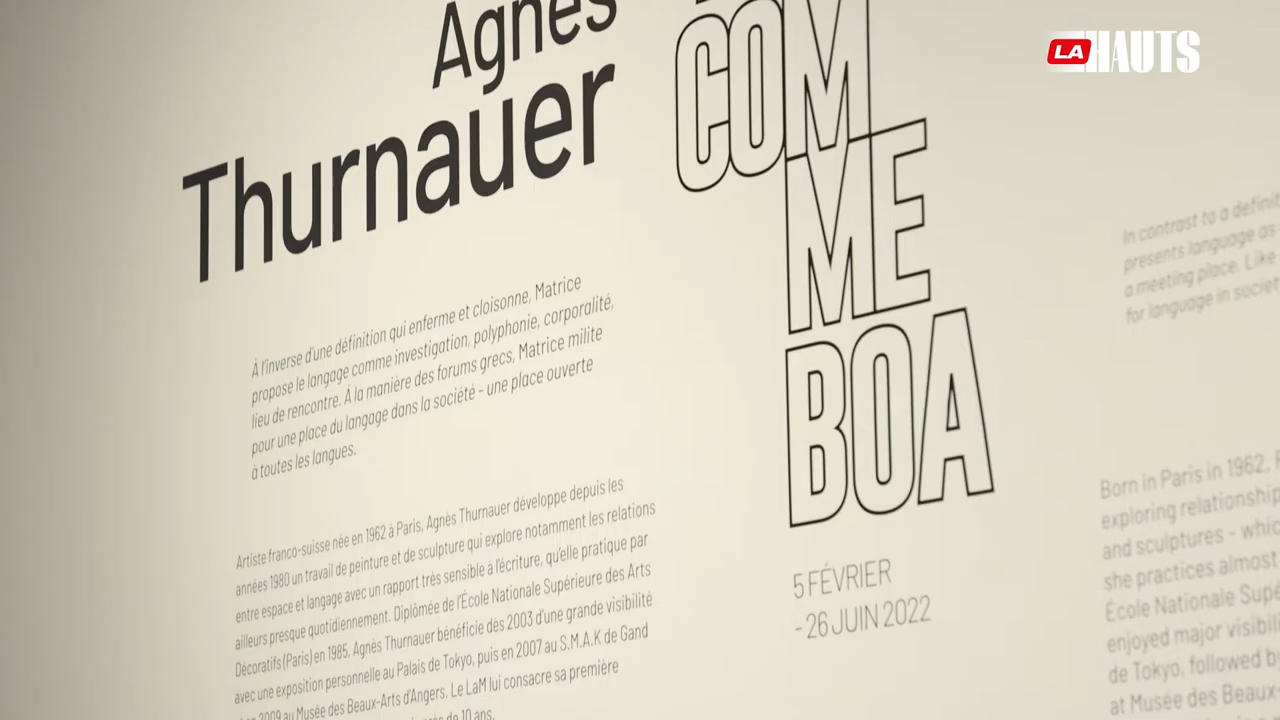 Agnès
Thurnauer
À l'inverse d'une définition qui enferme et cloisonne, Matrice
propose le langage comme investigation, polyphonie, corporalité,
lieu de rencontre. À la manière des forums grecs, Matrice milite
pour une place du langage dans la société - une place ouverte
à toutes les langues.
Artiste franco-suisse née en 1962 à Paris, Agnès Thurnauer développe depuis les
années 1980 un travail de peinture et de sculpture qui explore notamment les relations
entre espace et langage avec un rapport très sensible à l'écriture, qu'elle pratique par
ailleurs presque quotidiennement. Diplômée de l'École Nationale Supérieure des Arts
Décoratifs (Paris) en 1985, Agnès Thurnauer bénéficie dès 2003 d'une grande visibilité
avec une exposition personnelle au Palais de Tokyo, puis en 2007 au S.M.A.K de Gand
2009 au Musée des Beaux-Arts d'Angers. Le LaM lui consacre sa première
de 10 ans.
COM
ME
BOA
5 FÉVRIER
- 26 JUIN 2022
LA HAUTS
In contrast to a definit
presents language as
a meeting place. Like
for language in societ
Born in Paris in 1962,
exploring relationship
and sculptures - whic
she practices almost
École Nationale Supé
enjoyed major visibili
de Tokyo, followed b
at Musée des Beaux-